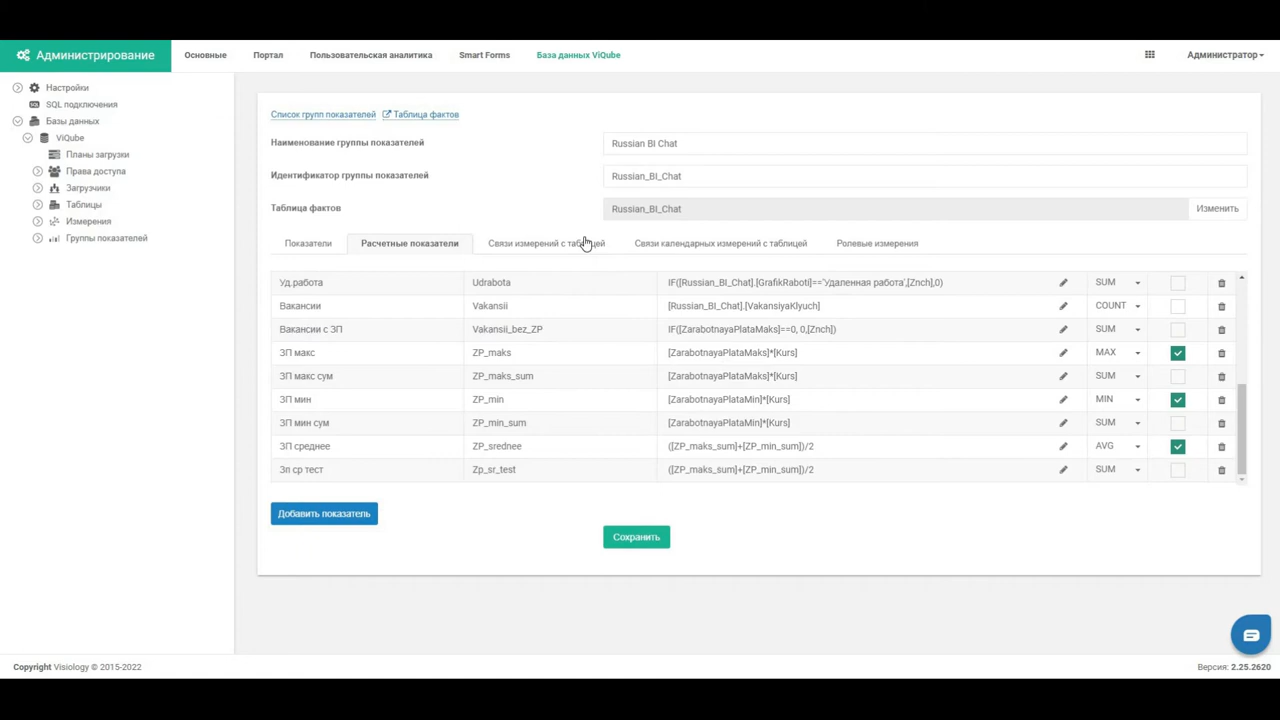 Администрирование Основные Портал Пользовательская аналитика Smart Forms База данных ViQube Администратор
Настройки
SQL подключения
Базы данных
ViQube
Планы загрузки
Права доступа
Загрузчики
Таблицы
Измерения
Группы показателей
Список групп показателей Таблица фактов
Наименование группы показателей Russian BI Chat
Идентификатор группы показателей Russian_BI_Chat
Таблица фактов Russian_BI_Chat Изменить
Показатели Расчетные показатели Связи измерений с таблицей Связи календарных измерений с таблицей Ролевые измерения
Уд.работа Udrabota IF([Russian_BI_Chat].[GrafikRaboti]=="Удаленная работа",[Znch],0) SUM
Вакансии Vakansii [Russian_BI_Chat].[VakansiyaKlyuch] COUNT
Вакансии с ЗП Vakansii_bez_ZP IF([ZarabotnayaPlataMaks]==0, 0,[Znch]) SUM
ЗП макс ZP_maks [ZarabotnayaPlataMaks]*[Kurs] MAX
ЗП макс сум ZP_maks_sum [ZarabotnayaPlataMaks]*[Kurs] SUM
ЗП мин ZP_min [ZarabotnayaPlataMin]*[Kurs] MIN
ЗП мин сум ZP_min_sum [ZarabotnayaPlataMin]*[Kurs] SUM
ЗП среднее ZP_srednee ([ZP_maks_sum]+[ZP_min_sum])/2 AVG
Зп ср тест Zp_sr_test ([ZP_maks_sum]+[ZP_min_sum])/2 SUM
Добавить показатель
Сохранить
Copyright Visiology © 2015-2022 Версия: 2.25.2620